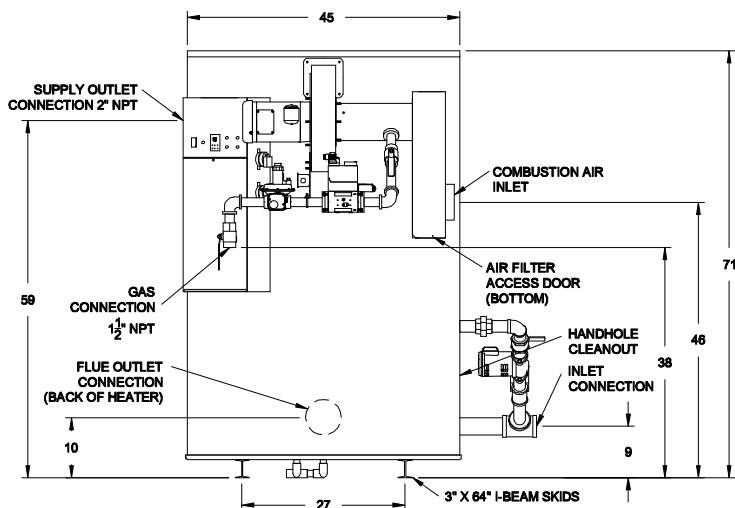 45
SUPPLY OUTLET
CONNECTION 2" NPT
COMBUSTION AIR
INLET
71
59
GAS
CONNECTION
1 1/2" NPT
AIR FILTER
ACCESS DOOR
(BOTTOM)
46
38
HANDHOLE
CLEANOUT
FLUE OUTLET
CONNECTION
(BACK OF HEATER)
INLET
CONNECTION
10
9
27
3" X 64" I-BEAM SKIDS